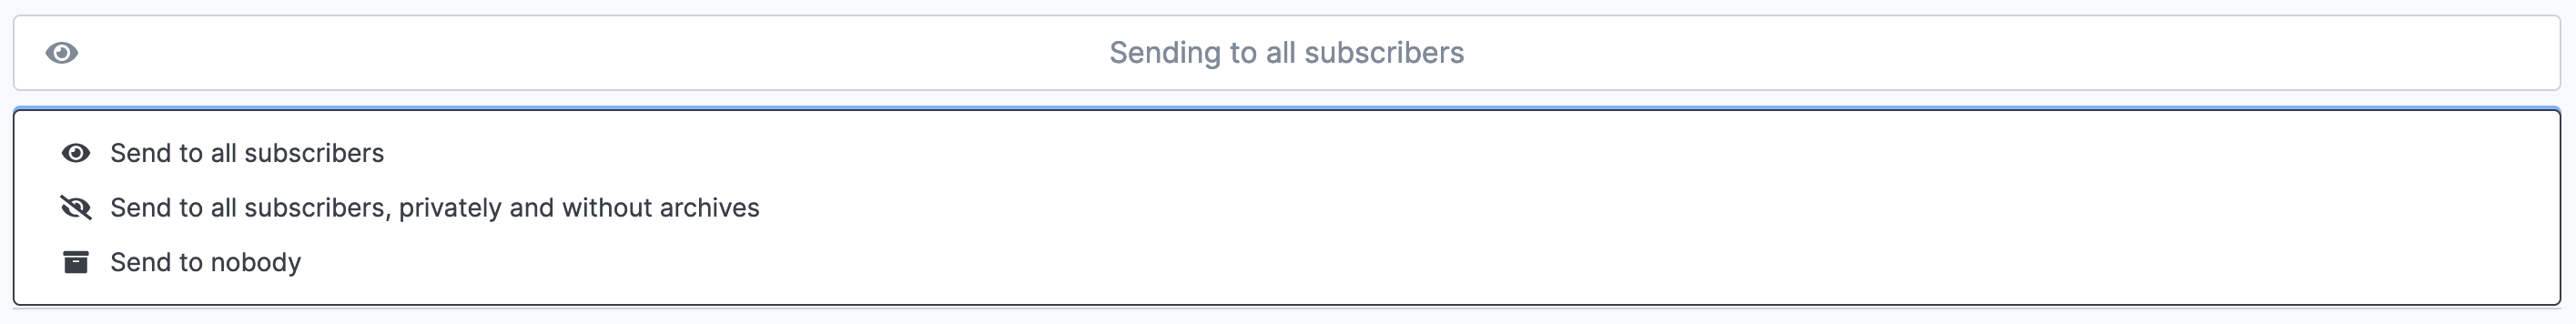 Sending to all subscribers
Send to all subscribers
Send to all subscribers, privately and without archives
Send to nobody